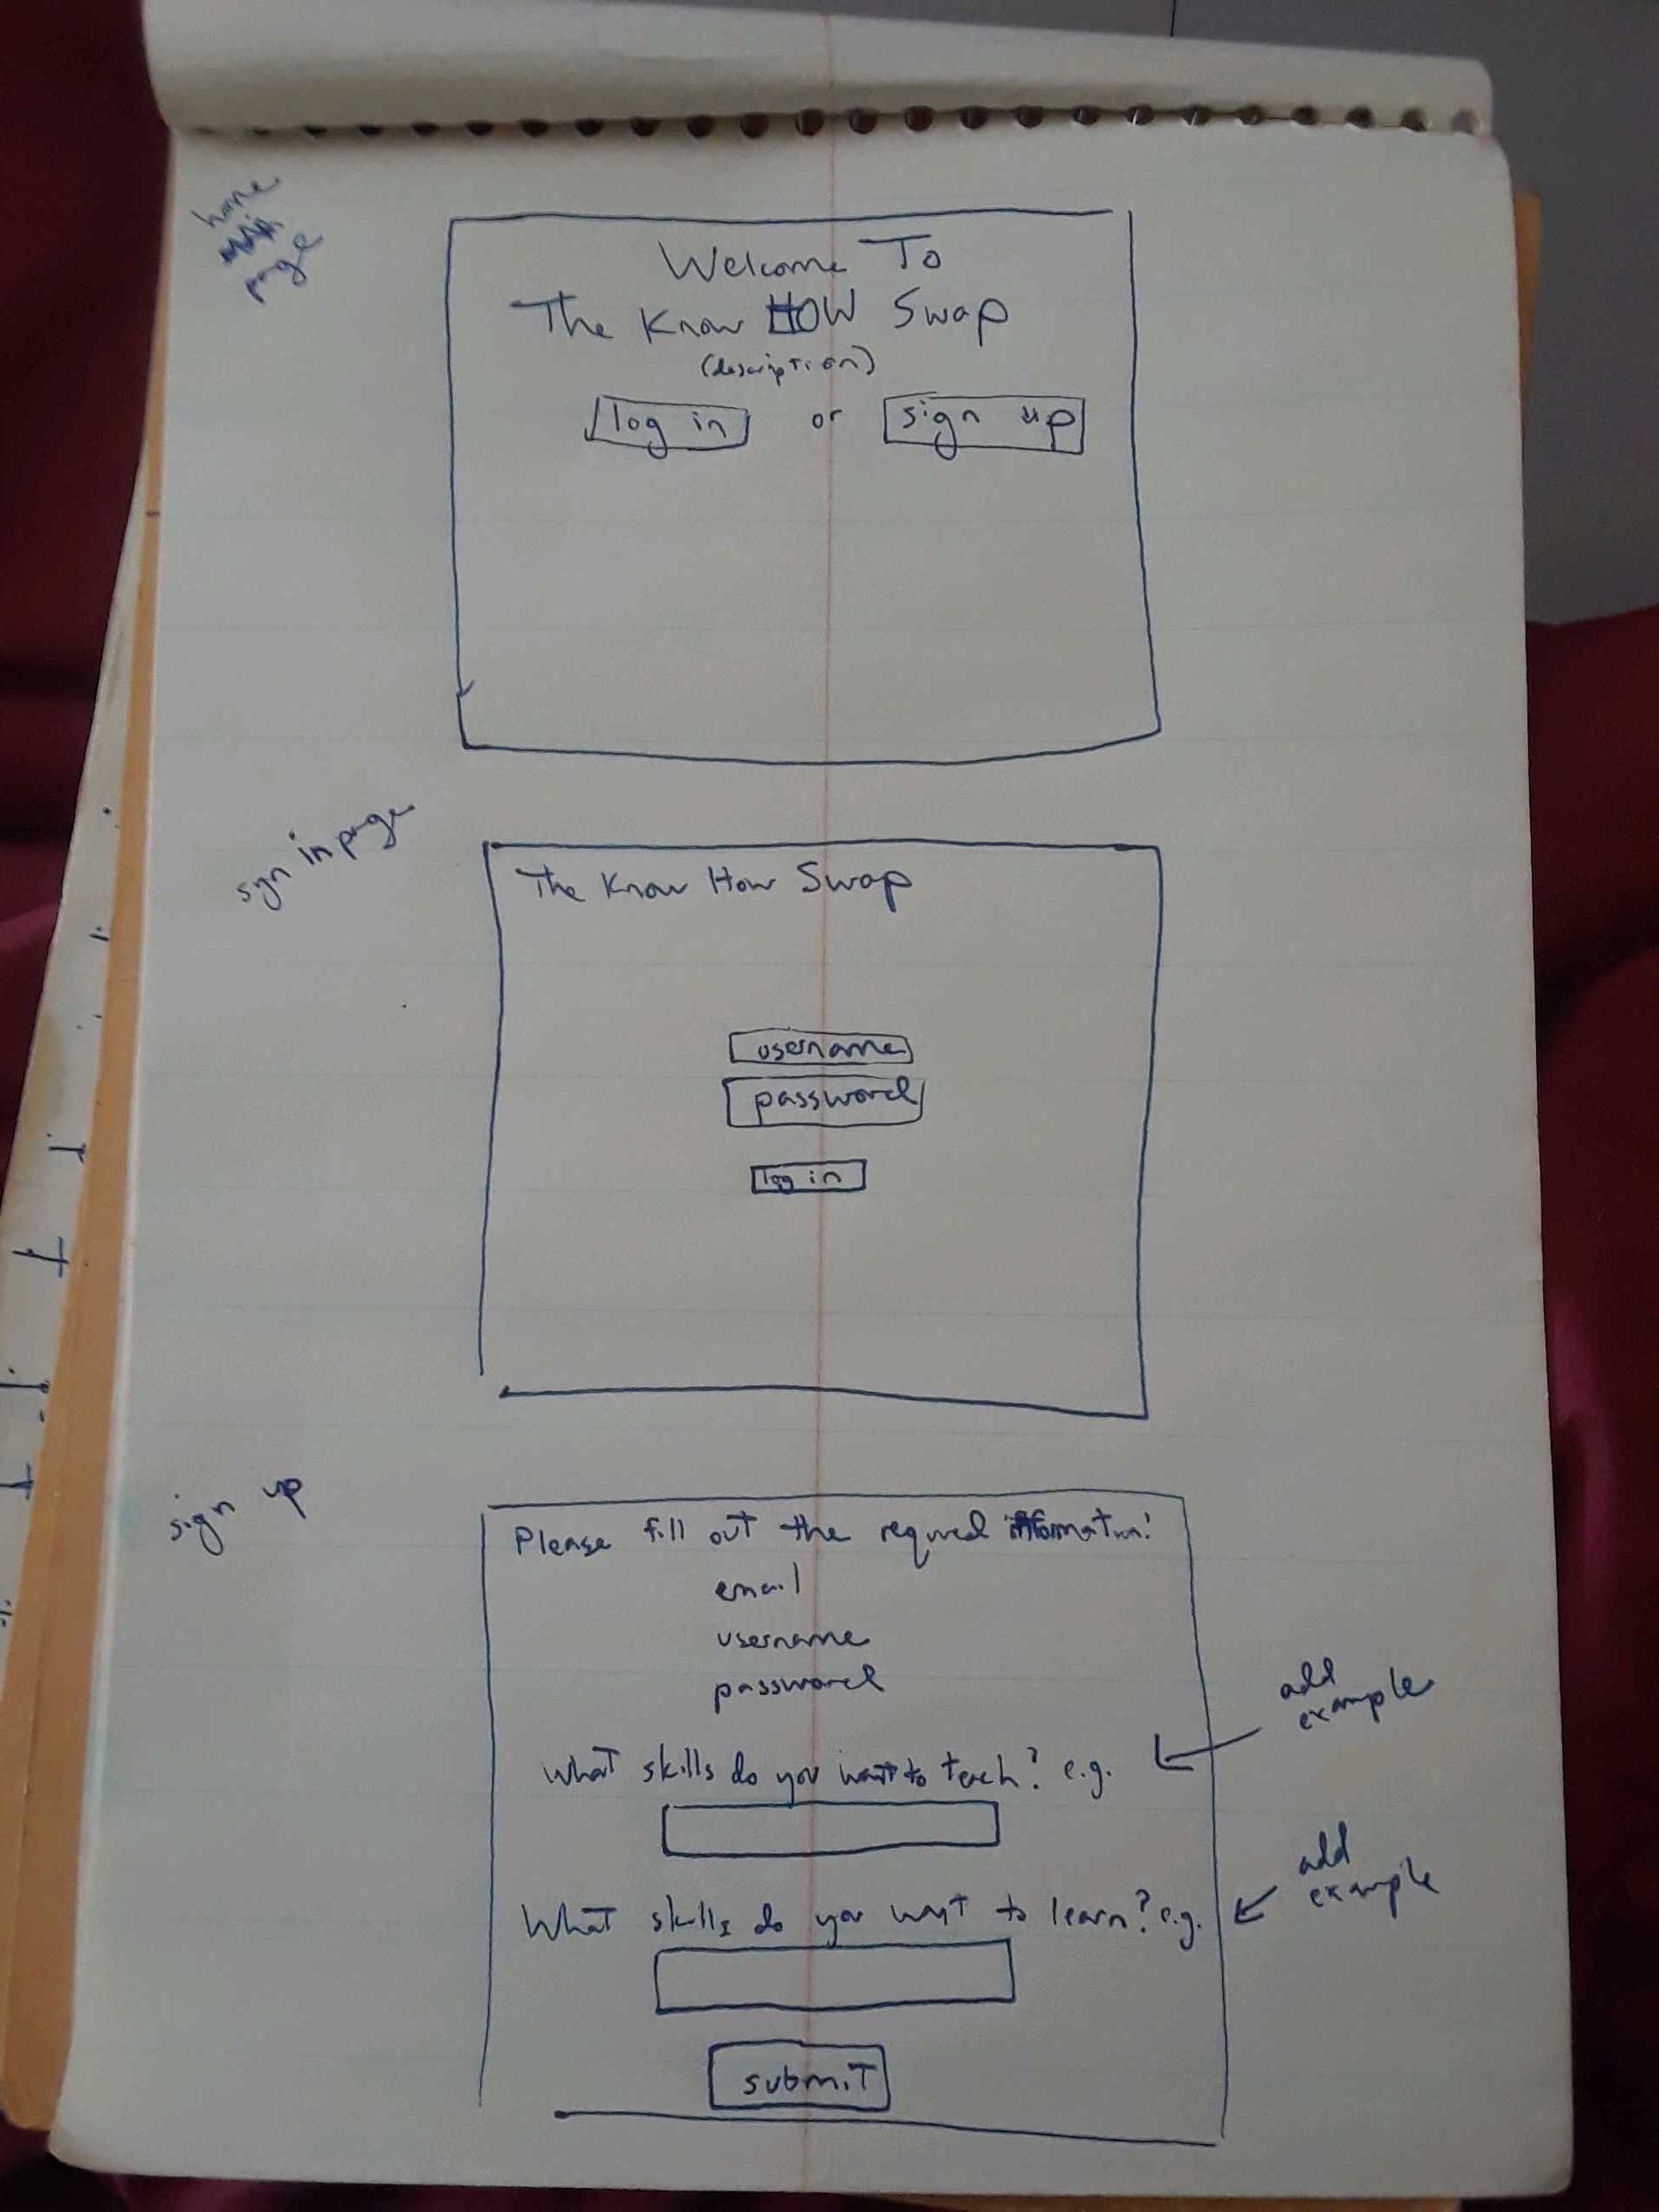 home
page
Welcome To
The Know HOW Swap
(description)
log in or sign up
sign in page
The Know How Swap
username
password
log in
sign up
Please fill out the required information!
email
username
password
add
example
What skills do you want to teach? e.g.
add
example
What skills do you want to learn? e.g.
submit